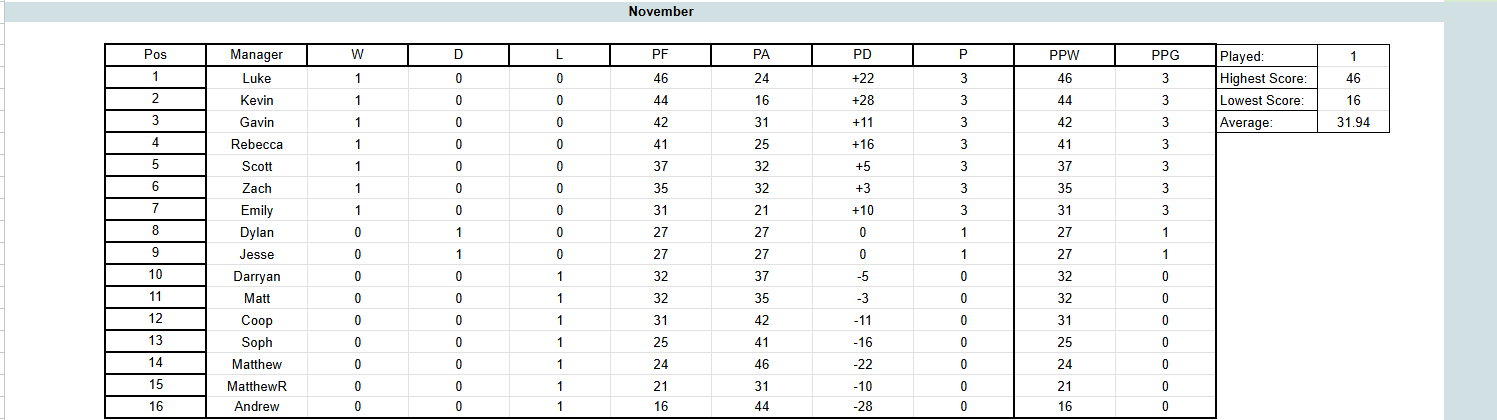 November
Pos Manager W D L PF PA PD P PPW PPG Played: 1
1 Luke 1 0 0 46 24 +22 3 46 3 Highest Score: 46
2 Kevin 1 0 0 44 16 +28 3 44 3 Lowest Score: 16
3 Gavin 1 0 0 42 31 +11 3 42 3 Average: 31.94
4 Rebecca 1 0 0 41 25 +16 3 41 3
5 Scott 1 0 0 37 32 +5 3 37 3
6 Zach 1 0 0 35 32 +3 3 35 3
7 Emily 1 0 0 31 21 +10 3 31 3
8 Dylan 0 1 0 27 27 0 1 27 1
9 Jesse 0 1 0 27 27 0 1 27 1
10 Darryan 0 0 1 32 37 -5 0 32 0
11 Matt 0 0 1 32 35 -3 0 32 0
12 Coop 0 0 1 31 42 -11 0 31 0
13 Soph 0 0 1 25 41 -16 0 25 0
14 Matthew 0 0 1 24 46 -22 0 24 0
15 MatthewR 0 0 1 21 31 -10 0 21 0
16 Andrew 0 0 1 16 44 -28 0 16 0